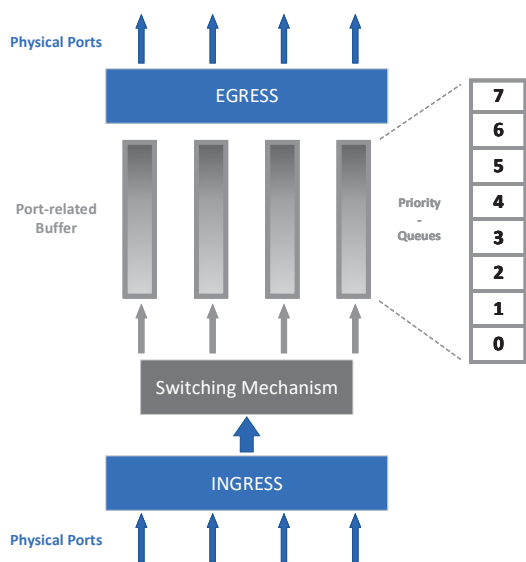 Physical Ports
EGRESS
Port-related
Buffer
Priority
-
Queues
7
6
5
4
3
2
1
0
Switching Mechanism
INGRESS
Physical Ports